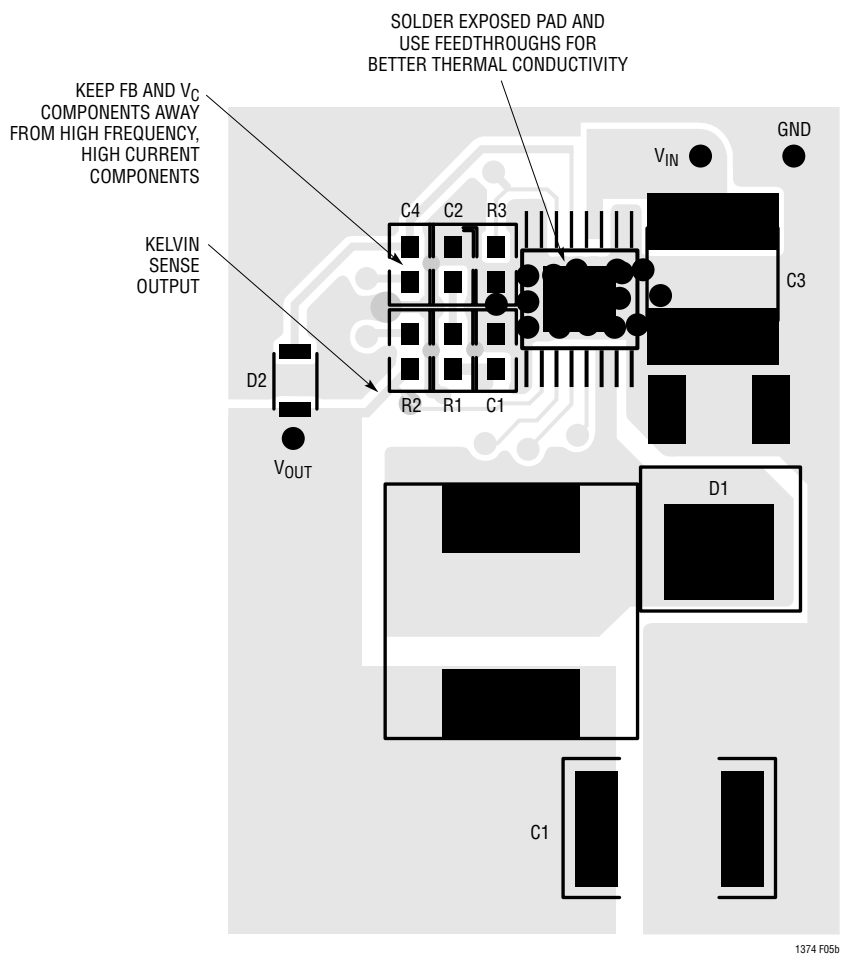 SOLDER EXPOSED PAD AND
USE FEEDTHROUGHS FOR
BETTER THERMAL CONDUCTIVITY
KEEP FB AND VC
COMPONENTS AWAY
FROM HIGH FREQUENCY,
HIGH CURRENT
COMPONENTS
GND
VIN
C4 C2 R3
KELVIN
SENSE
OUTPUT
C3
D2
R2 R1 C1
VOUT
D1
C1
1374 F05b